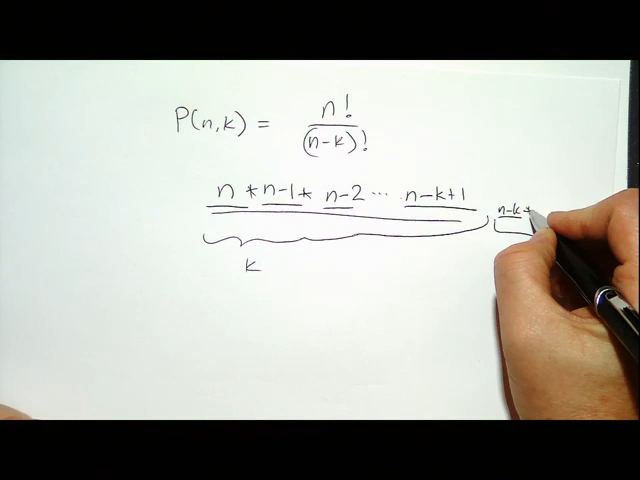 P(n,k) = n! / (n-k)!
n * n-1 * n-2 ... n-k+1 n-k *
k